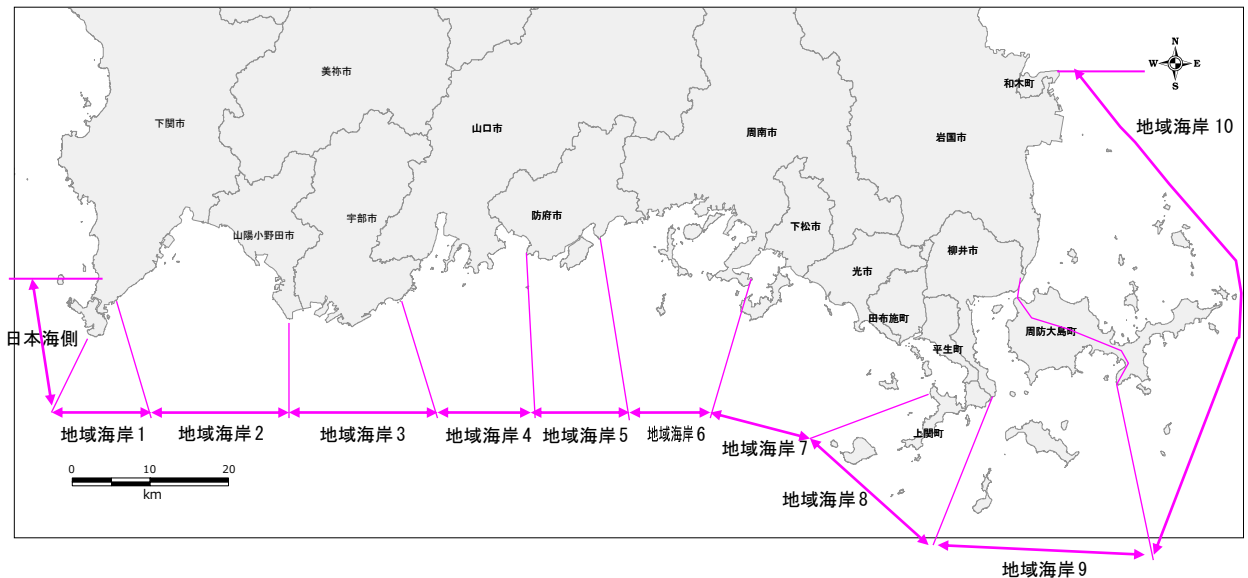 N
W E
S
和木町
美祢市
下関市
山口市
周南市
地域海岸 10
岩国市
宇部市
防府市
下松市
山陽小野田市
柳井市
光市
田布施町
周防大島町
日本海側
平生町
上関町
地域海岸 1
地域海岸 2
地域海岸 3
地域海岸 4
地域海岸 5
地域海岸 6
地域海岸 7
地域海岸 8
地域海岸 9
0 10 20
km